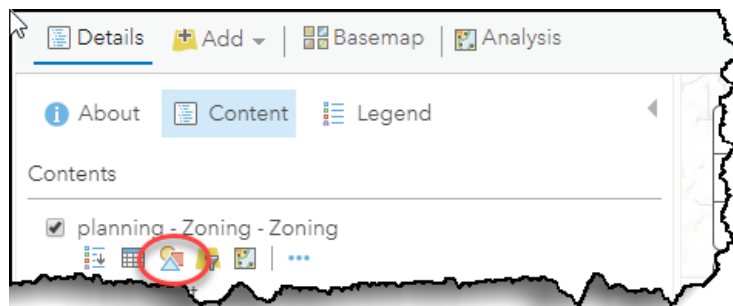 Details Add Basemap Analysis
About Content Legend
Contents
planning - Zoning - Zoning